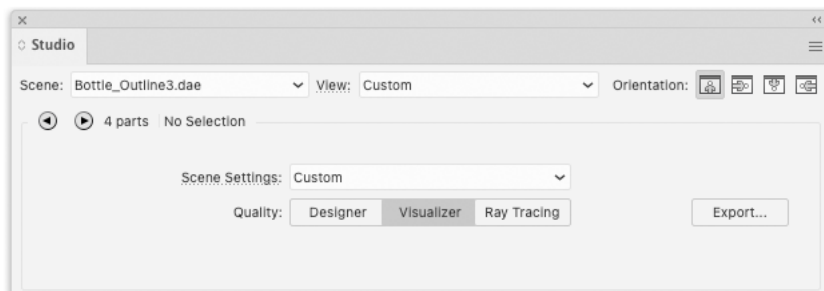 Studio
Scene: Bottle_Outline3.dae View: Custom Orientation:
4 parts No Selection
Scene Settings: Custom
Quality: Designer Visualizer Ray Tracing Export...